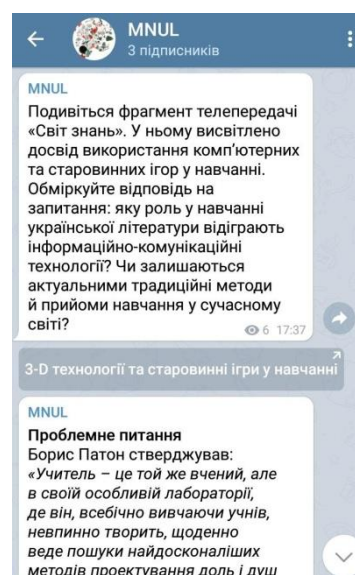 MNUL
3 підписників
MNUL
Подивіться фрагмент телепередачі
«Світ знань». У ньому висвітлено
досвід використання комп’ютерних
та старовинних ігор у навчанні.
Обміркуйте відповідь на
запитання: яку роль у навчанні
української літератури відіграють
інформаційно-комунікаційні
технології? Чи залишаються
актуальними традиційні методи
й прийоми навчання у сучасному
світі?
6 17:37
3-D технології та старовинні ігри у навчанні
MNUL
Проблемне питання
Борис Патон стверджував:
«Учитель – це той же вчений, але
в своїй особливій лабораторії,
де він, всебічно вивчаючи учнів,
невпинно творить, щоденно
веде пошуки найдосконаліших
методів проектування доль і душ